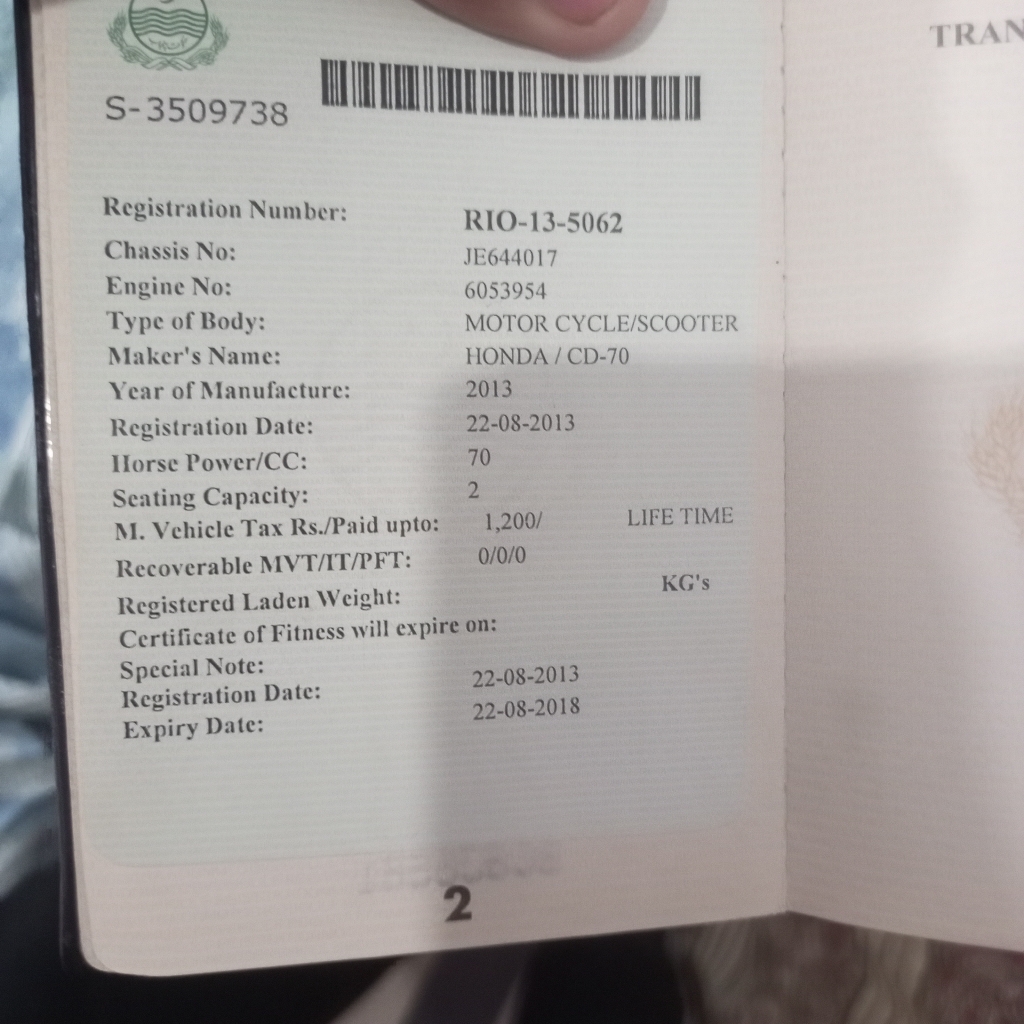 TRAN
S-3509738
Registration Number: RIO-13-5062
Chassis No: JE644017
Engine No: 6053954
Type of Body: MOTOR CYCLE/SCOOTER
Maker's Name: HONDA / CD-70
Year of Manufacture: 2013
Registration Date: 22-08-2013
Horse Power/CC: 70
Seating Capacity: 2
M. Vehicle Tax Rs./Paid upto: 1,200/ LIFE TIME
Recoverable MVT/IT/PFT: 0/0/0
Registered Laden Weight: KG's
Certificate of Fitness will expire on:
Special Note:
Registration Date: 22-08-2013
Expiry Date: 22-08-2018
2